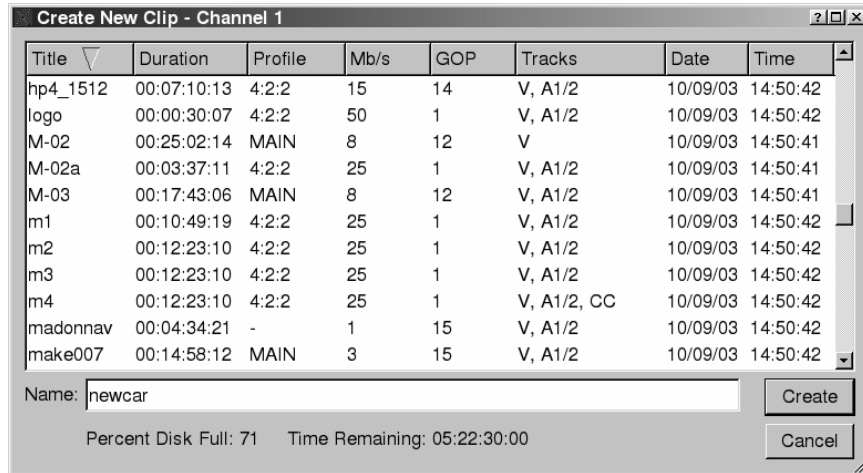 Create New Clip - Channel 1
Title Duration Profile Mb/s GOP Tracks Date Time
hp4_1512 00:07:10:13 4:2:2 15 14 V, A1/2 10/09/03 14:50:42
logo 00:00:30:07 4:2:2 50 1 V, A1/2 10/09/03 14:50:42
M-02 00:25:02:14 MAIN 8 12 V 10/09/03 14:50:41
M-02a 00:03:37:11 4:2:2 25 1 V, A1/2 10/09/03 14:50:41
M-03 00:17:43:06 MAIN 8 12 V, A1/2 10/09/03 14:50:41
m1 00:10:49:19 4:2:2 25 1 V, A1/2 10/09/03 14:50:42
m2 00:12:23:10 4:2:2 25 1 V, A1/2 10/09/03 14:50:42
m3 00:12:23:10 4:2:2 25 1 V, A1/2 10/09/03 14:50:42
m4 00:12:23:10 4:2:2 25 1 V, A1/2, CC 10/09/03 14:50:42
madonnav 00:04:34:21 - 1 15 V, A1/2 10/09/03 14:50:42
make007 00:14:58:12 MAIN 3 15 V, A1/2 10/09/03 14:50:42
Name: newcar Create
Percent Disk Full: 71 Time Remaining: 05:22:30:00 Cancel